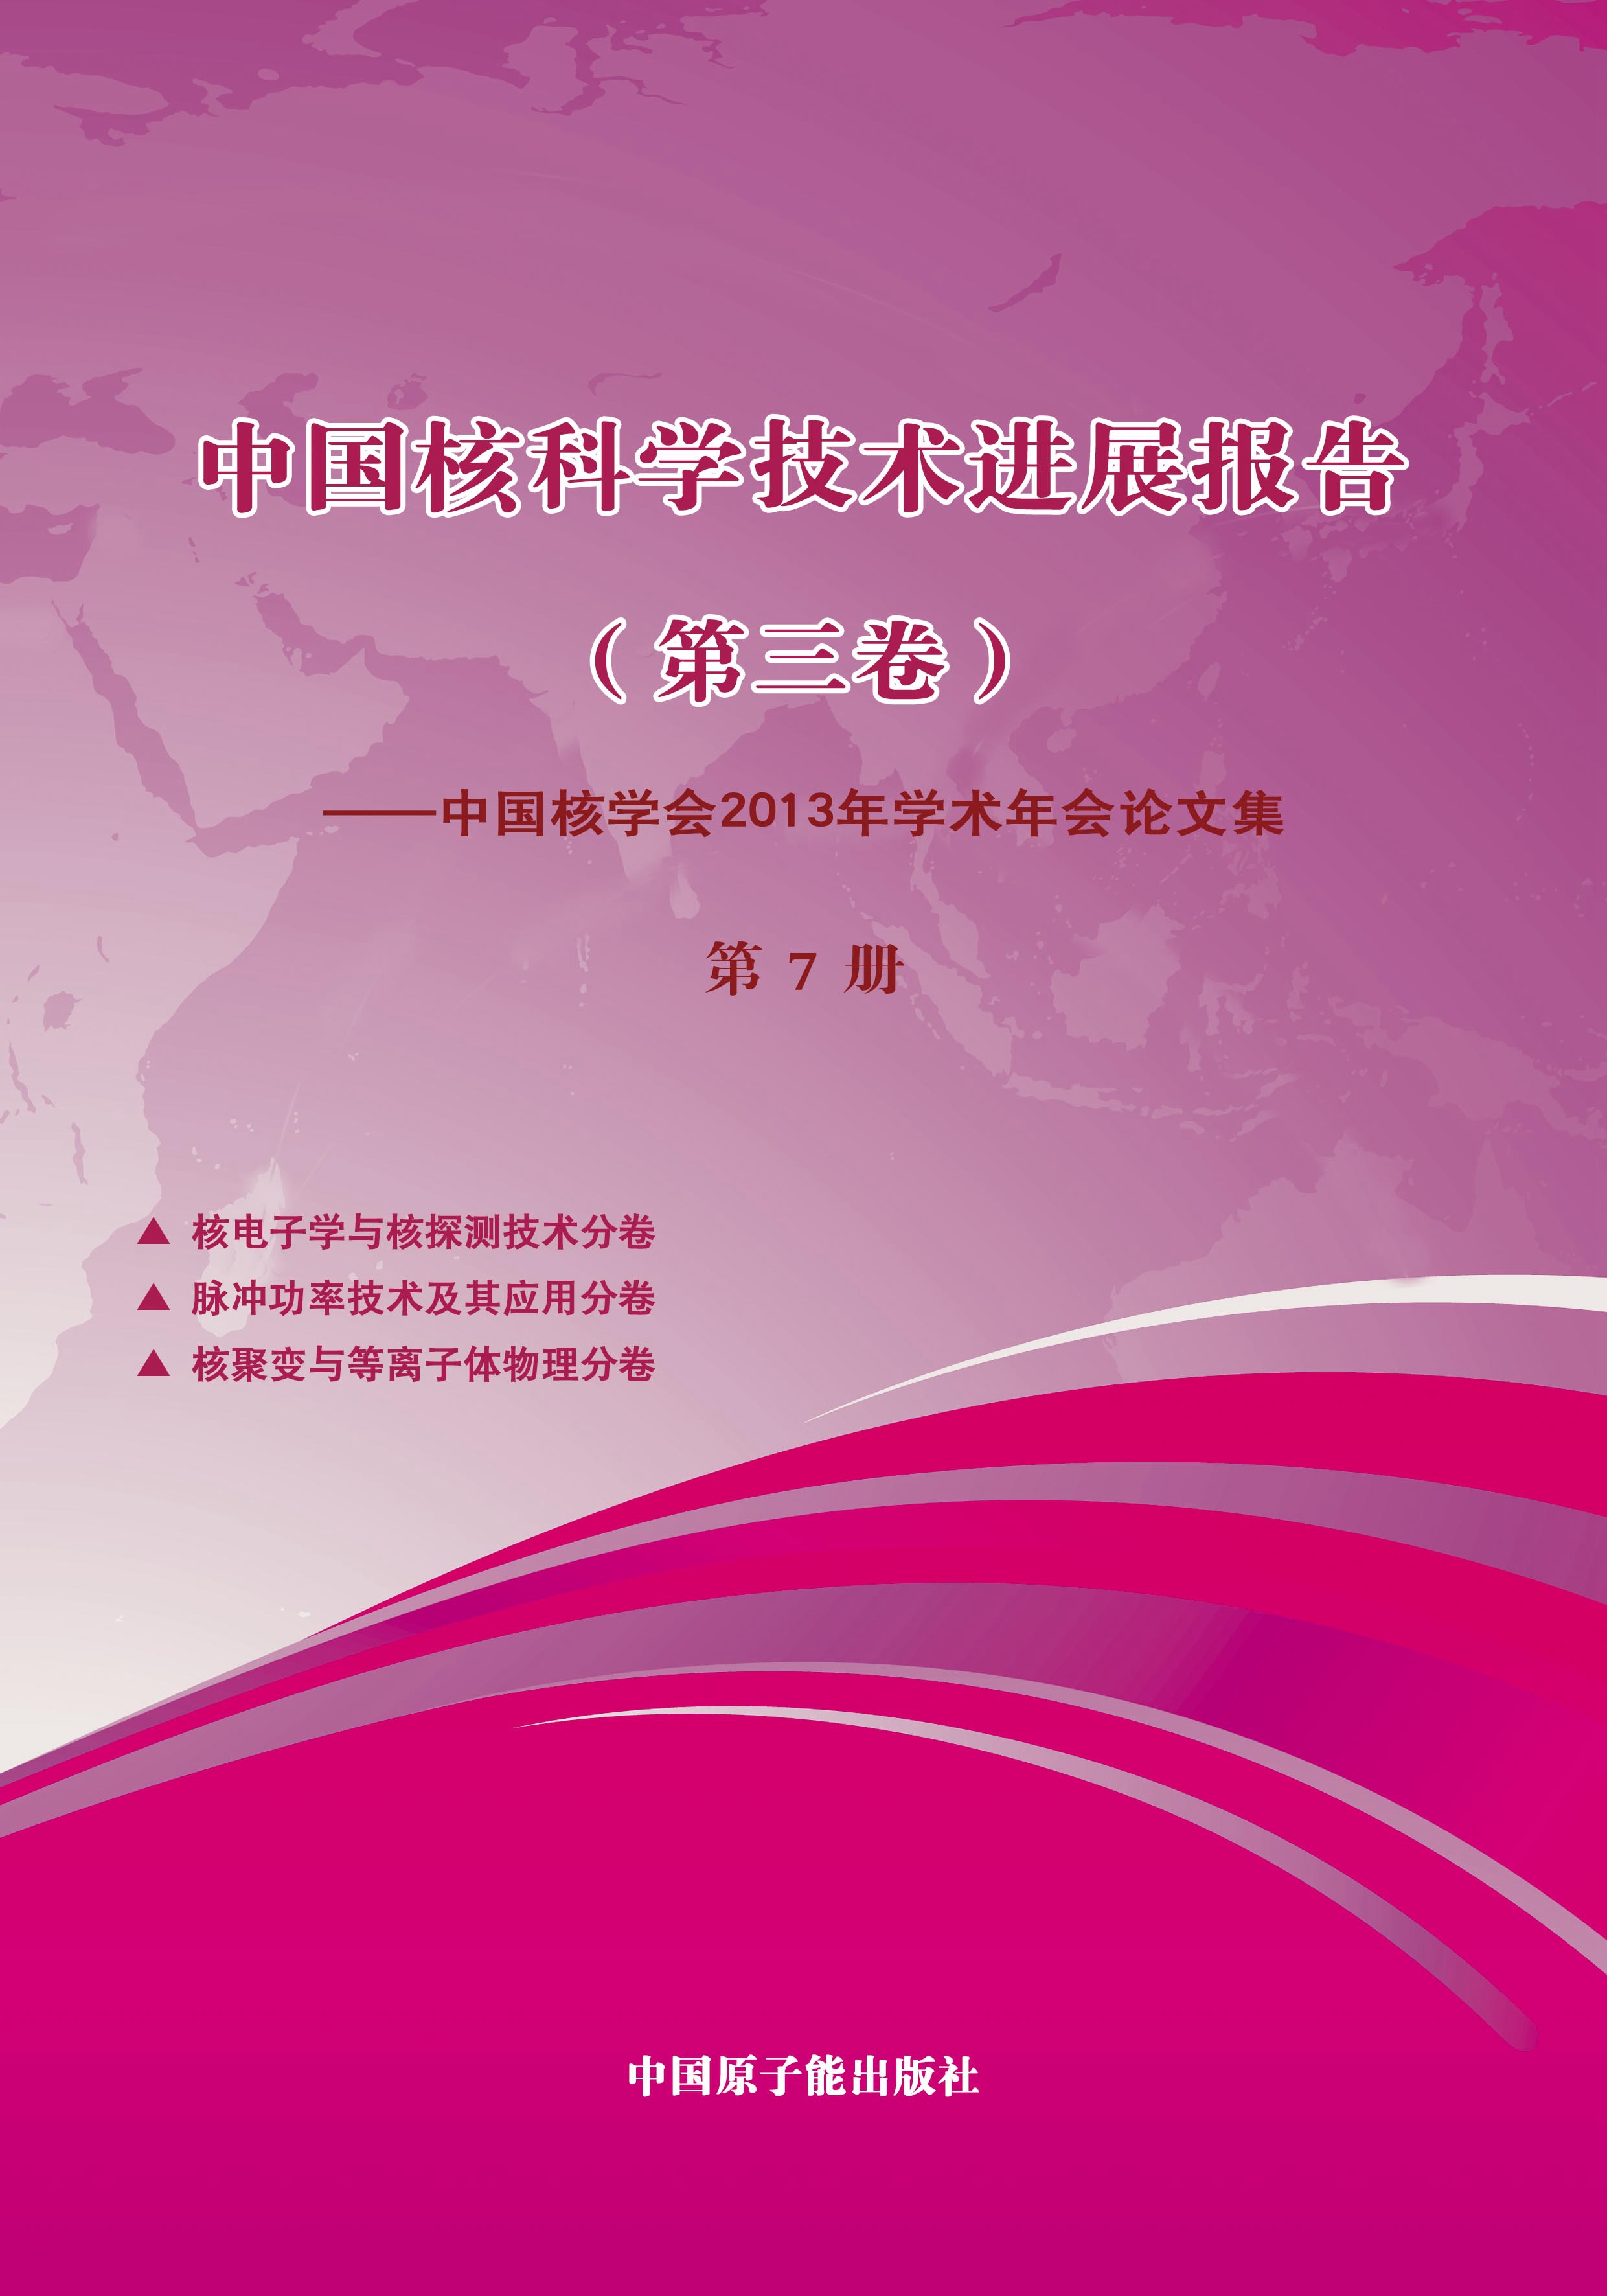 中国核科学技术进展报告
（第三卷）
——中国核学会2013年学术年会论文集
第 7 册
▲ 核电子学与核探测技术分卷
▲ 脉冲功率技术及其应用分卷
▲ 核聚变与等离子体物理分卷
中国原子能出版社